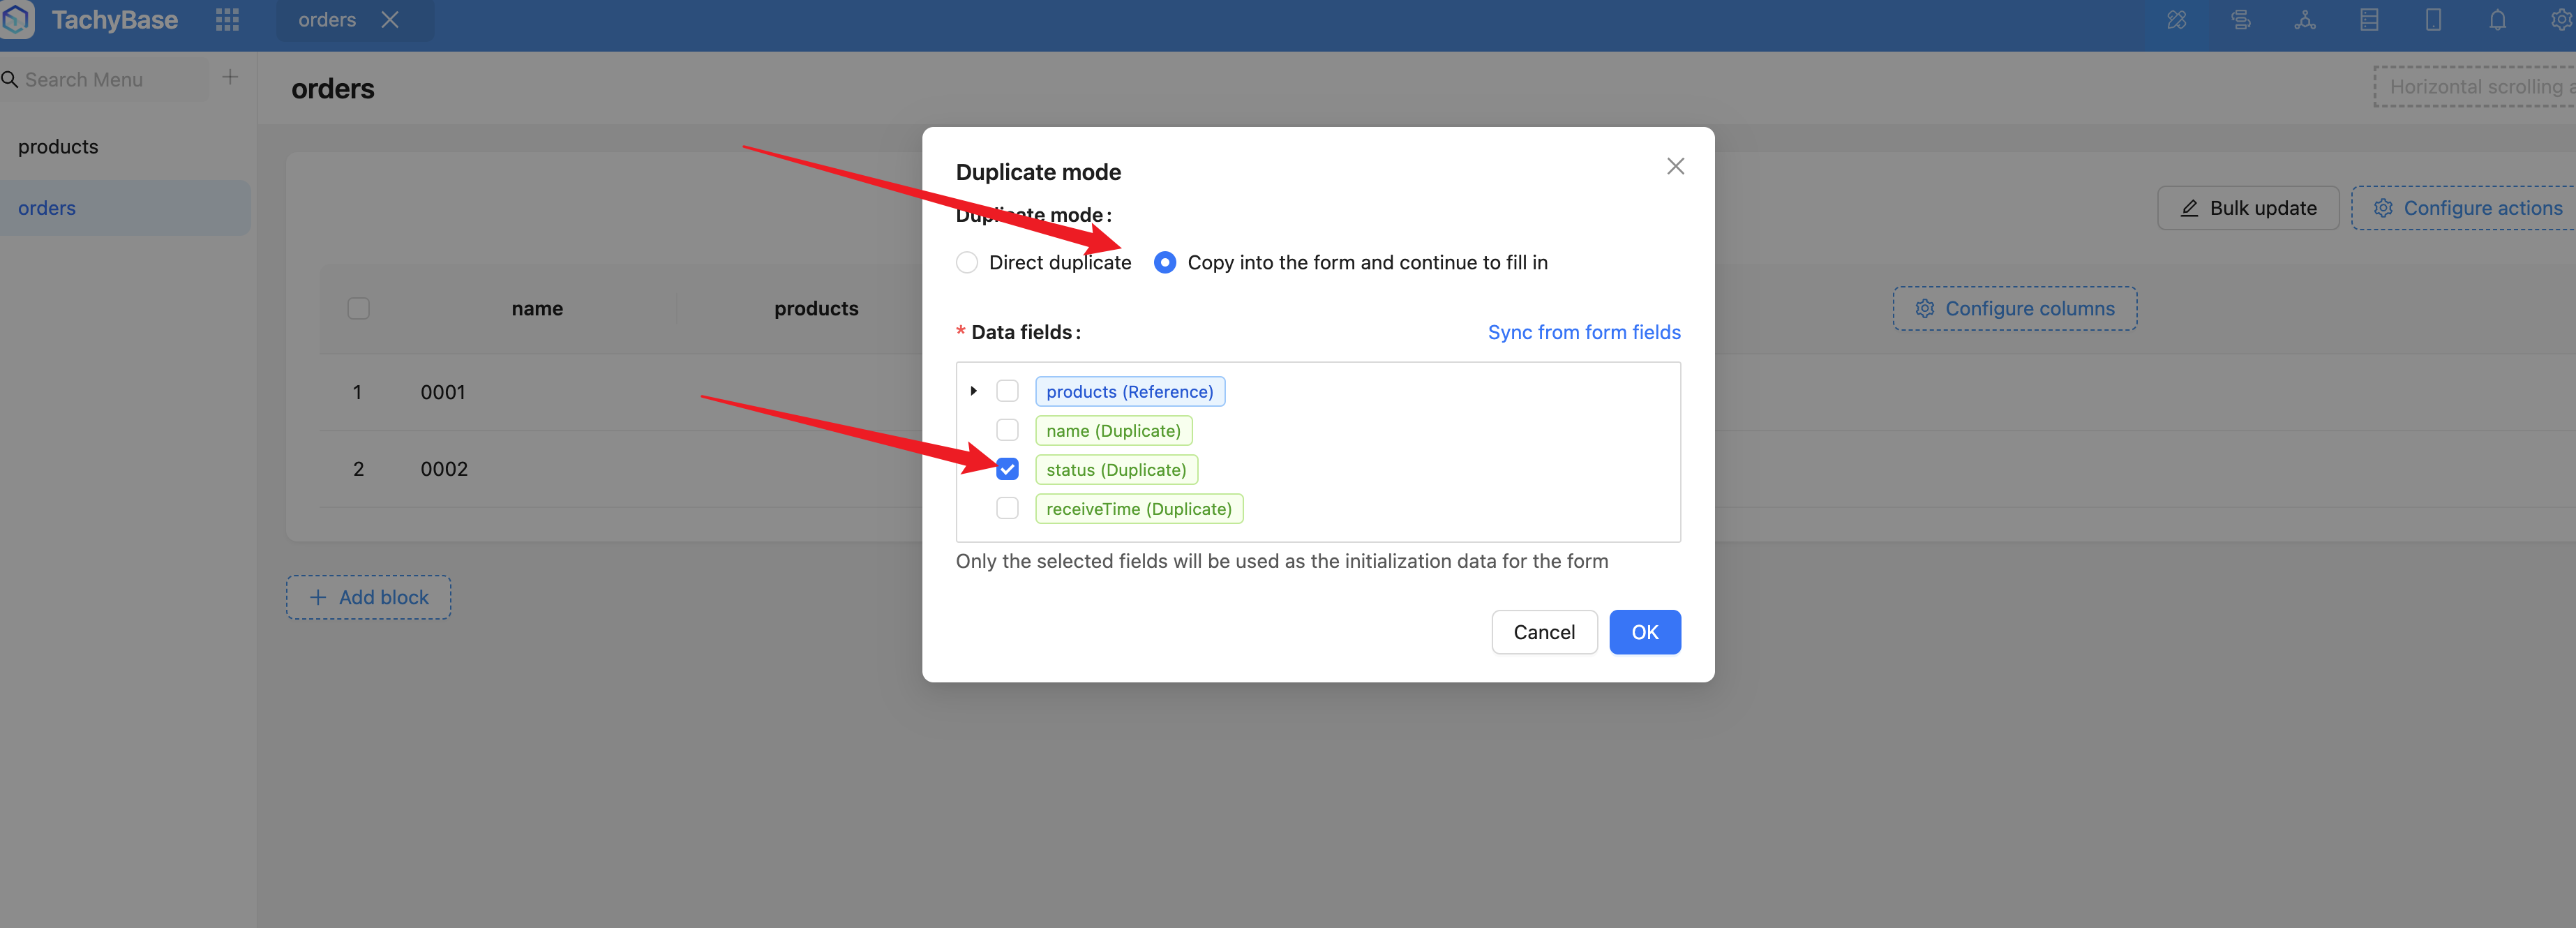 TachyBase
orders
Search Menu
orders
Horizontal scrolling a
products
orders
Bulk update
Configure actions
name
products
Configure columns
1
0001
2
0002
Add block
Duplicate mode
Duplicate mode:
Direct duplicate
Copy into the form and continue to fill in
* Data fields:
Sync from form fields
products (Reference)
name (Duplicate)
status (Duplicate)
receiveTime (Duplicate)
Only the selected fields will be used as the initialization data for the form
Cancel
OK